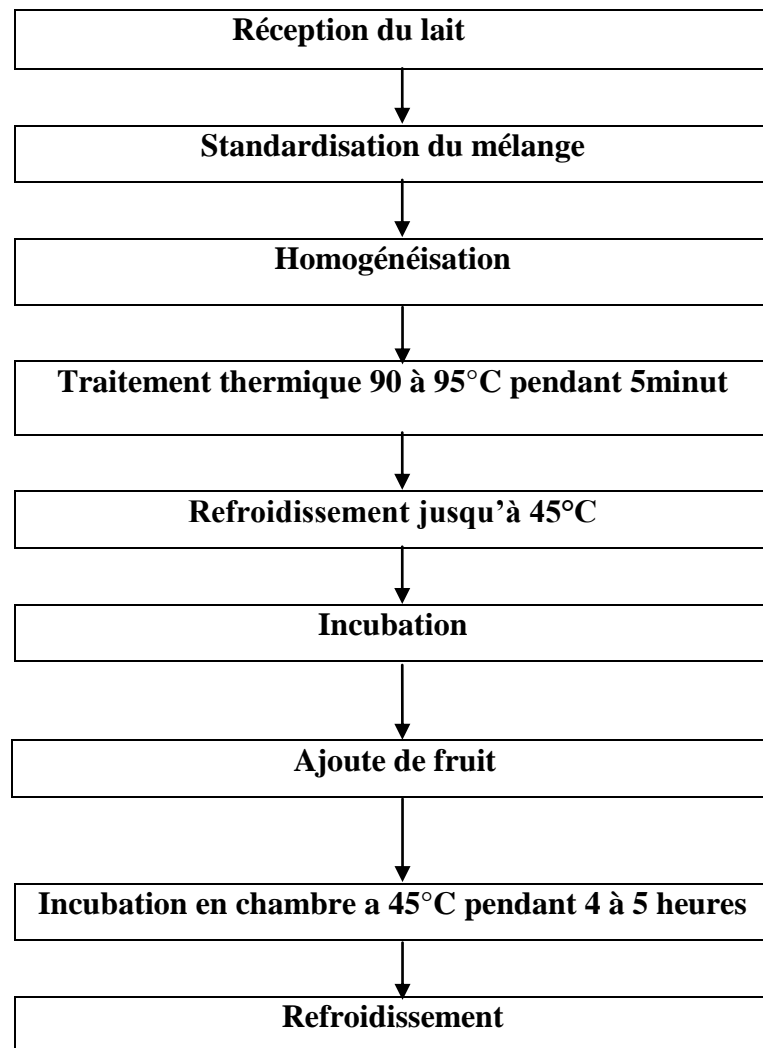 Réception du lait
Standardisation du mélange
Homogénéisation
Traitement thermique 90 à 95°C pendant 5minut
Refroidissement jusqu’à 45°C
Incubation
Ajoute de fruit
Incubation en chambre a 45°C pendant 4 à 5 heures
Refroidissement